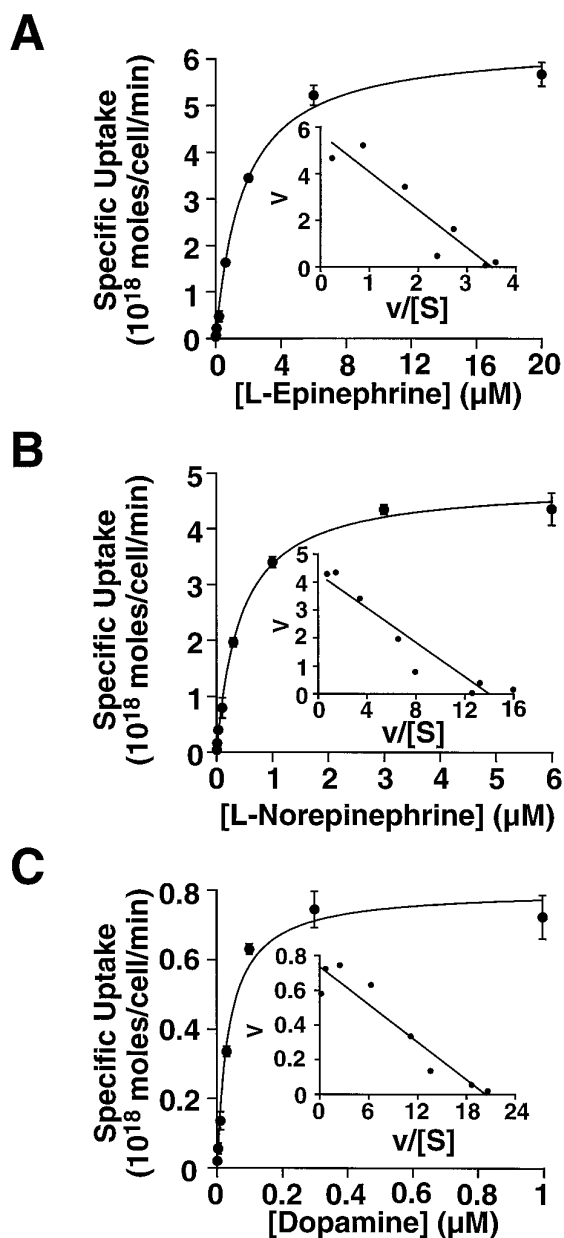 A
Specific Uptake
(10^18 moles/cell/min)
6
5
4
3
2
1
0
0 4 8 12 16 20
[L-Epinephrine] (µM)
V
6
4
2
0
0 1 2 3 4
v/[S]
B
Specific Uptake
(10^18 moles/cell/min)
5
4
3
2
1
0
0 1 2 3 4 5 6
[L-Norepinephrine] (µM)
V
5
4
3
2
1
0
0 4 8 12 16
v/[S]
C
Specific Uptake
(10^18 moles/cell/min)
0.8
0.6
0.4
0.2
0
0 0.2 0.4 0.6 0.8 1
[Dopamine] (µM)
V
0.8
0.6
0.4
0.2
0
0 6 12 18 24
v/[S]